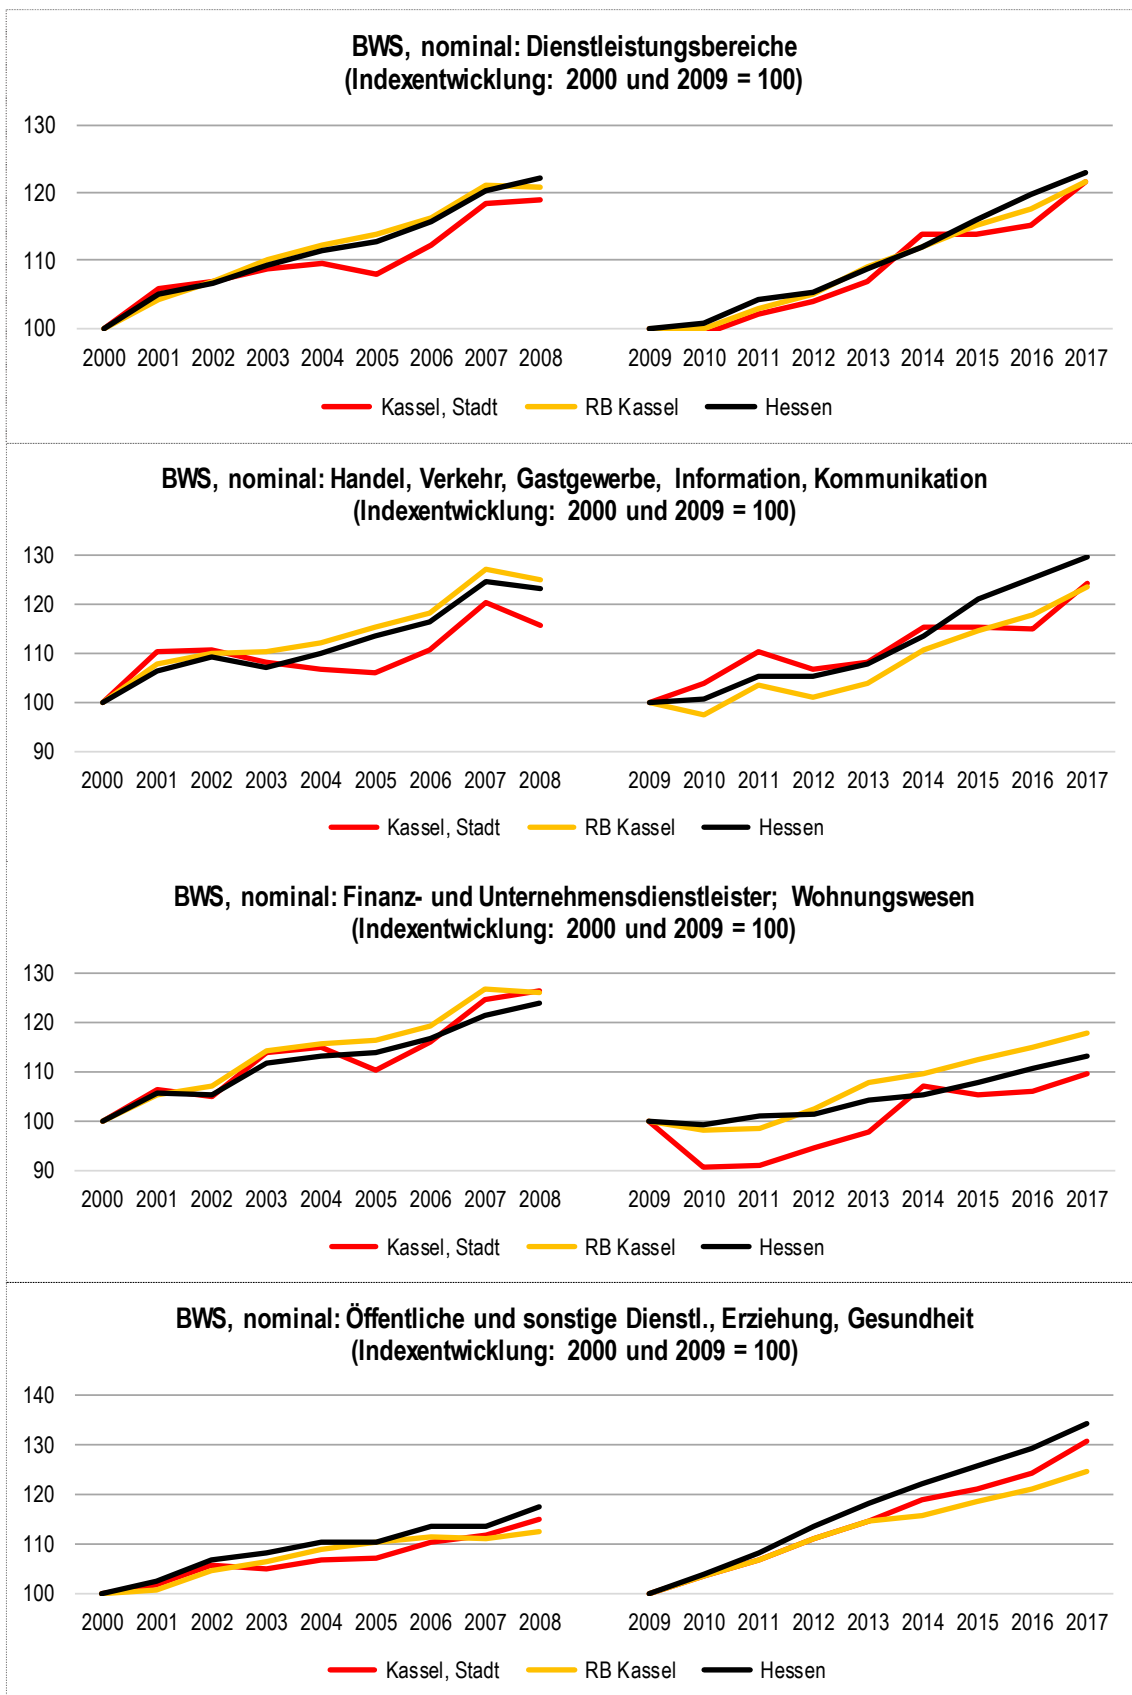 BWS, nominal: Dienstleistungsbereiche
(Indexentwicklung: 2000 und 2009 = 100)
130
120
110
100
2000 2001 2002 2003 2004 2005 2006 2007 2008 2009 2010 2011 2012 2013 2014 2015 2016 2017
Kassel, Stadt RB Kassel Hessen
BWS, nominal: Handel, Verkehr, Gastgewerbe, Information, Kommunikation
(Indexentwicklung: 2000 und 2009 = 100)
130
120
110
100
90
2000 2001 2002 2003 2004 2005 2006 2007 2008 2009 2010 2011 2012 2013 2014 2015 2016 2017
Kassel, Stadt RB Kassel Hessen
BWS, nominal: Finanz- und Unternehmensdienstleister; Wohnungswesen
(Indexentwicklung: 2000 und 2009 = 100)
130
120
110
100
90
2000 2001 2002 2003 2004 2005 2006 2007 2008 2009 2010 2011 2012 2013 2014 2015 2016 2017
Kassel, Stadt RB Kassel Hessen
BWS, nominal: Öffentliche und sonstige Dienstl., Erziehung, Gesundheit
(Indexentwicklung: 2000 und 2009 = 100)
140
130
120
110
100
2000 2001 2002 2003 2004 2005 2006 2007 2008 2009 2010 2011 2012 2013 2014 2015 2016 2017
Kassel, Stadt RB Kassel Hessen